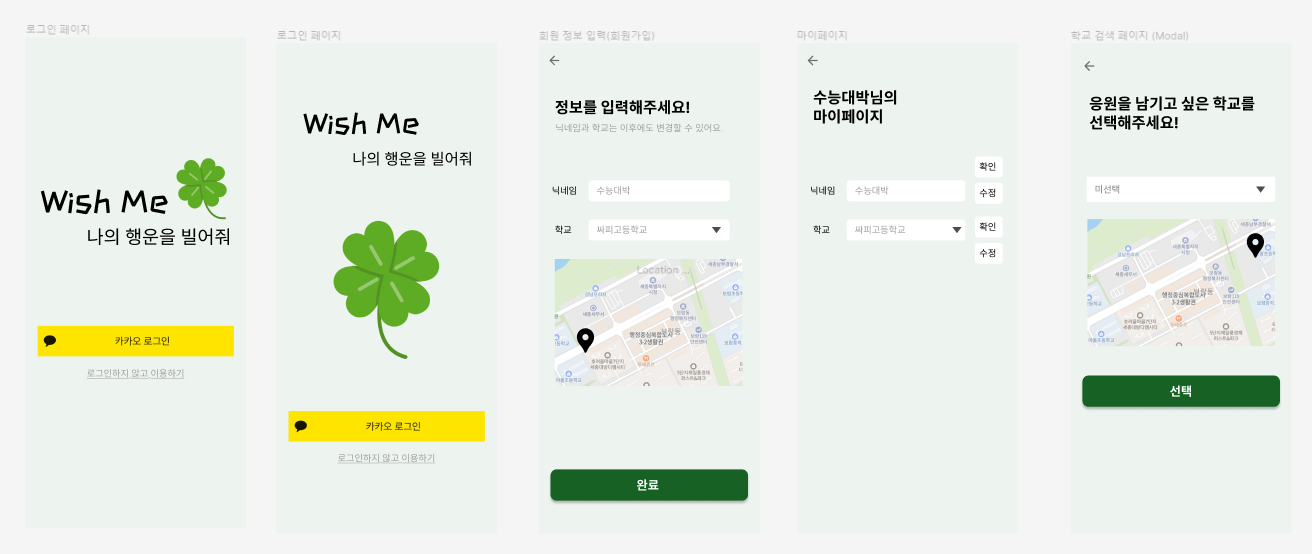 로그인 페이지
Wish Me
나의 행운을 빌어줘
카카오 로그인
로그인하지 않고 이용하기
로그인 페이지
Wish Me
나의 행운을 빌어줘
카카오 로그인
로그인하지 않고 이용하기
회원 정보 입력(회원가입)
정보를 입력해주세요!
닉네임과 학교는 이후에도 변경할 수 있어요.
닉네임
수능대박
학교
싸피고등학교
Location ...
행정중심복합도시
3-2생활권
완료
마이페이지
수능대박님의
마이페이지
닉네임
수능대박
확인
수정
학교
싸피고등학교
확인
수정
학교 검색 페이지 (Modal)
응원을 남기고 싶은 학교를
선택해주세요!
미선택
행정중심복합도시
3-2생활권
선택